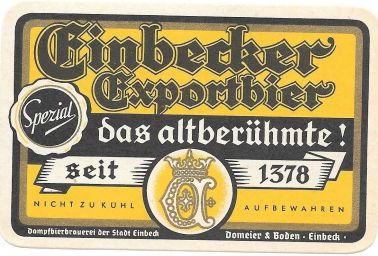 Einbecker
Exportbier
Spezial
das altberühmte!
seit 1378
NICHT ZU KÜHL AUFBEWAHREN
Dampfbierbrauerei der Stadt Einbeck Domeier & Boden · Einbeck ·